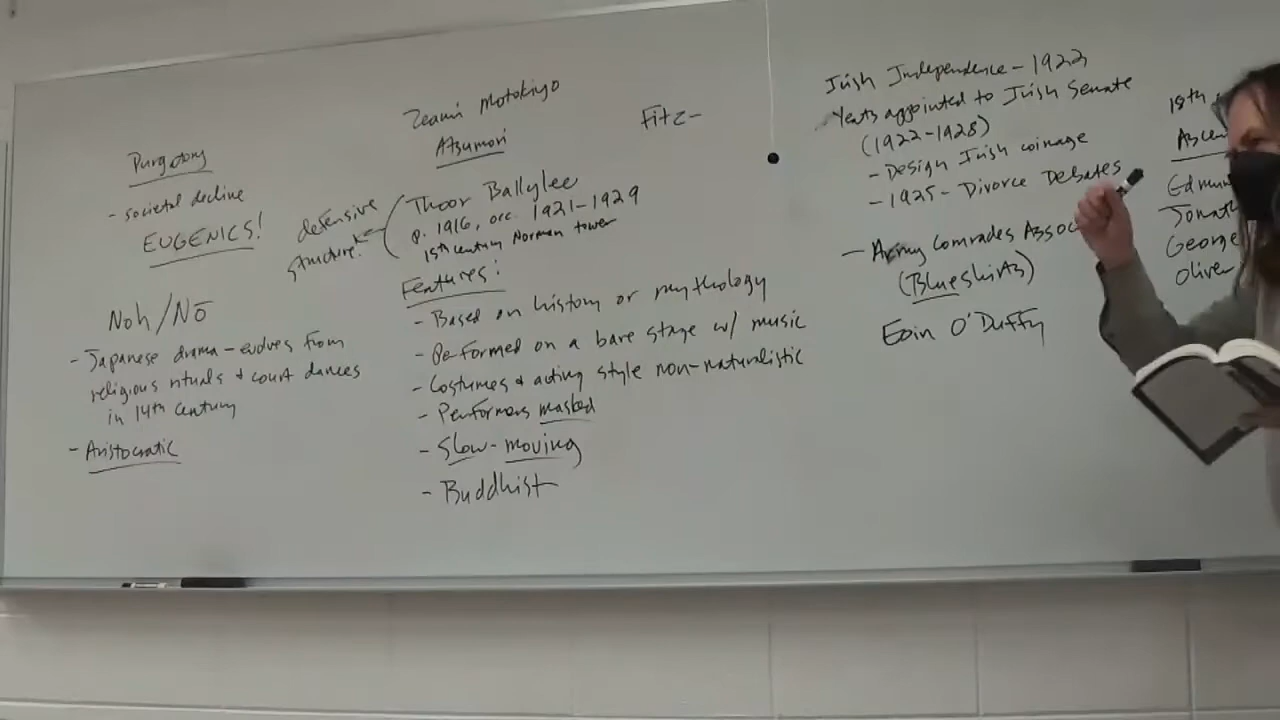 Purgatory
- societal decline
EUGENICS!
Noh/Nō
- Japanese drama - evolves from
religious rituals + court dances
in 14th century
- Aristocratic
Zeami Motokiyo
Atsumori
defensive
structure.
Thoor Ballylee
p. 1916, occ. 1921-1929
15th century Norman tower
Features:
- Based on history or mythology
- Performed on a bare stage w/ music
- Costumes + acting style non-naturalistic
- Performers masked
- Slow-moving
- Buddhist
Fitz-
Irish Independence - 1922
Yeats appointed to Irish Senate
(1922-1928)
- Design Irish coinage
- 1925 - Divorce Debates
- Army Comrades Assoc
(Blueshirts)
Eoin O'Duffy
18th
Ascen
Edmun
Jonath
George
Oliver